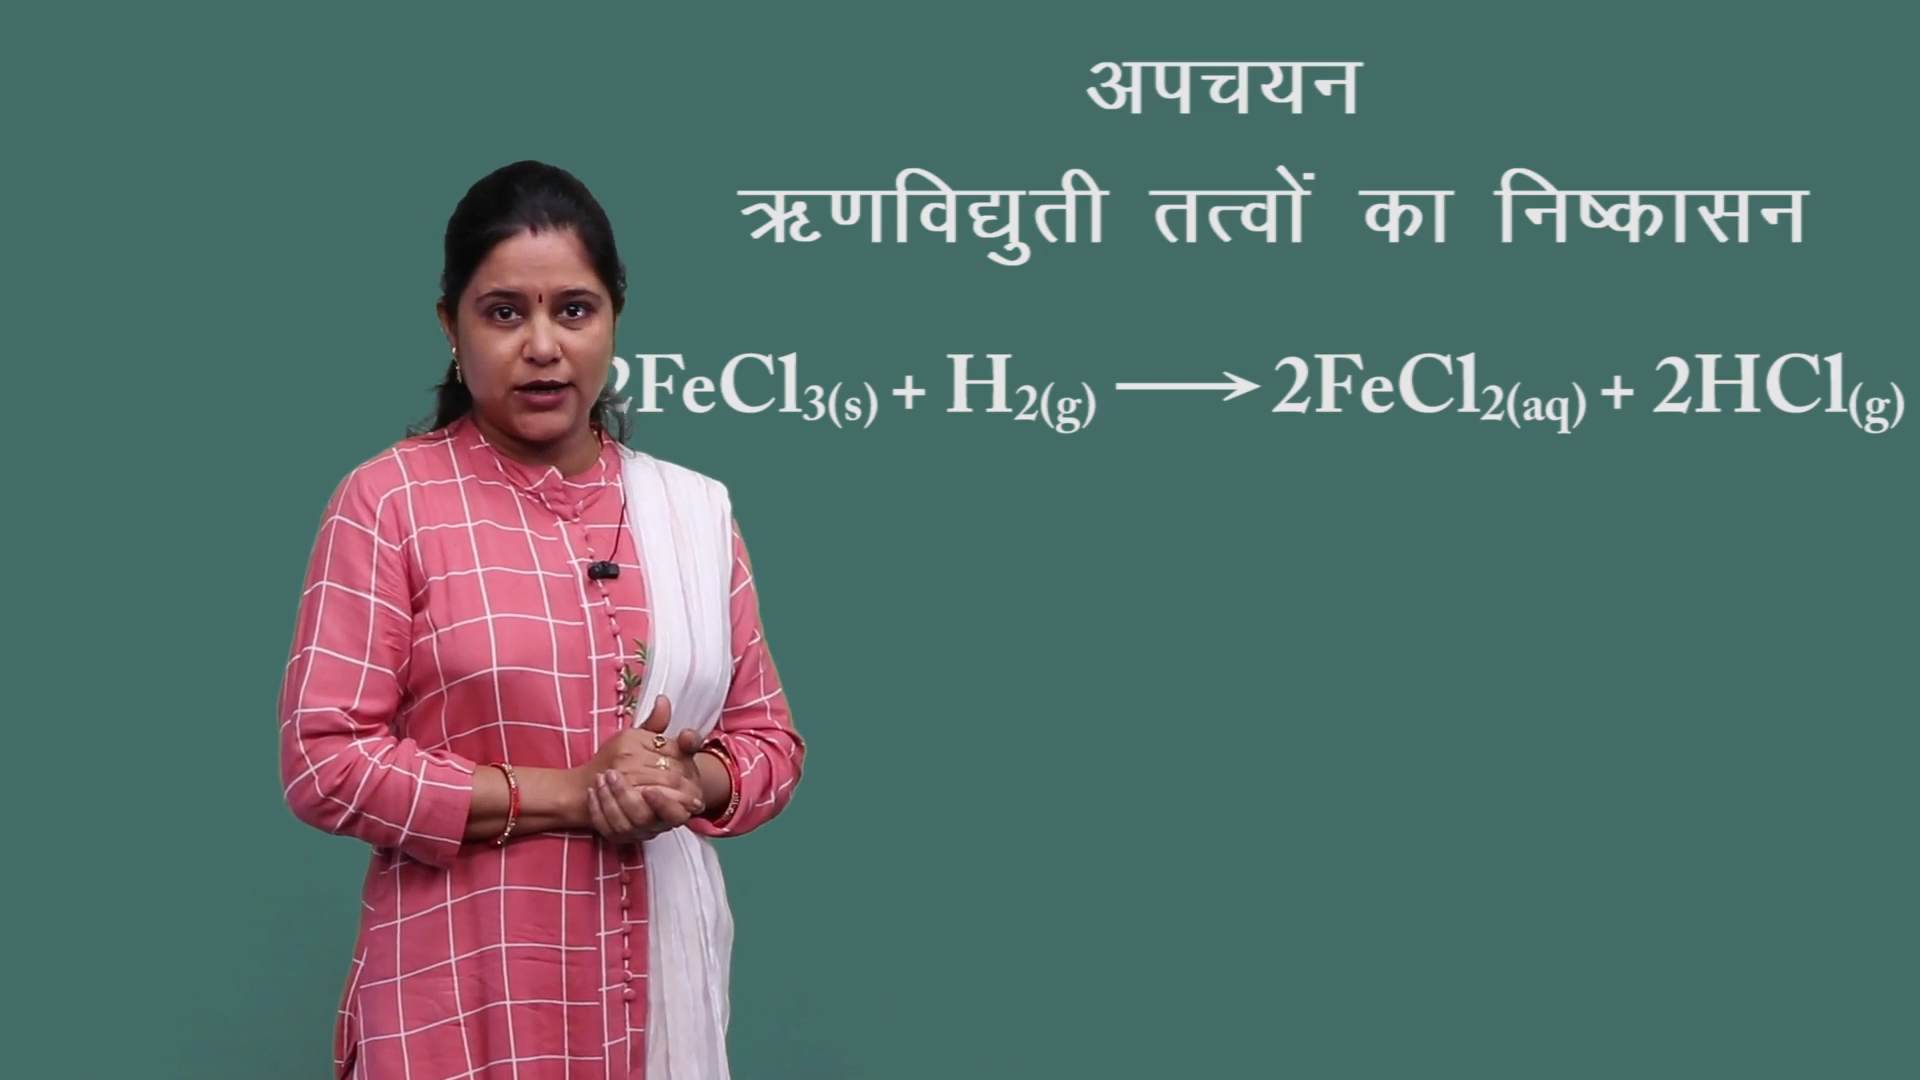 अपचयन
ऋणविद्युती तत्वों का निष्कासन
2FeCl₃(s) + H₂(g) ⟶ 2FeCl₂(aq) + 2HCl(g)